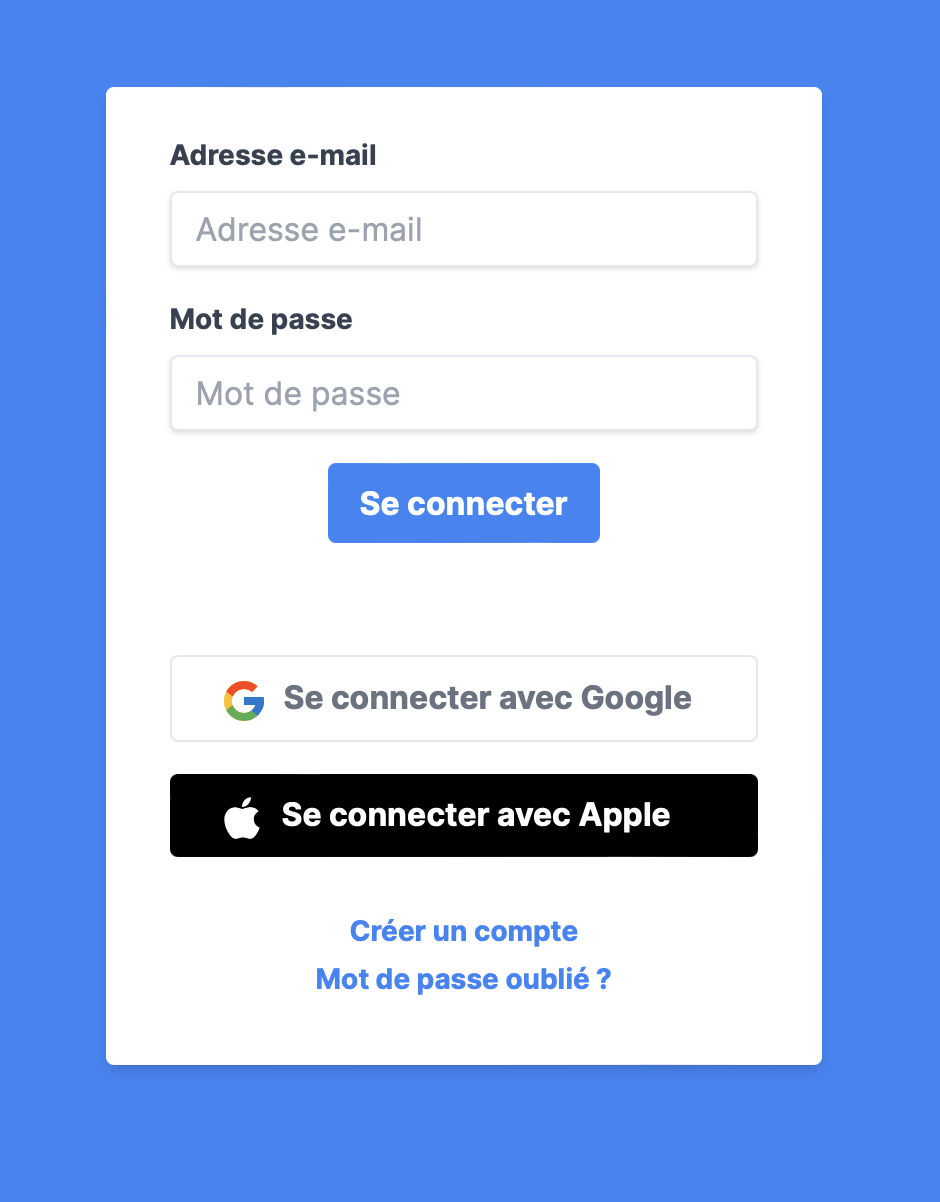 Adresse e-mail
Adresse e-mail
Mot de passe
Mot de passe
Se connecter
Se connecter avec Google
Se connecter avec Apple
Créer un compte
Mot de passe oublié ?